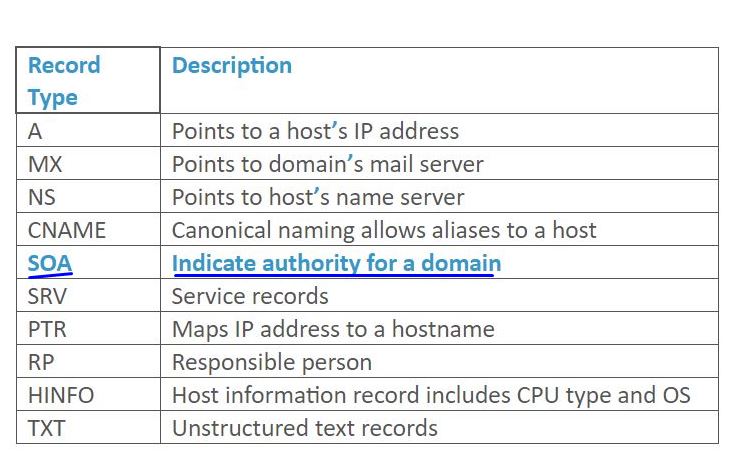 Record Type Description
A Points to a host's IP address
MX Points to domain's mail server
NS Points to host's name server
CNAME Canonical naming allows aliases to a host
SOA Indicate authority for a domain
SRV Service records
PTR Maps IP address to a hostname
RP Responsible person
HINFO Host information record includes CPU type and OS
TXT Unstructured text records